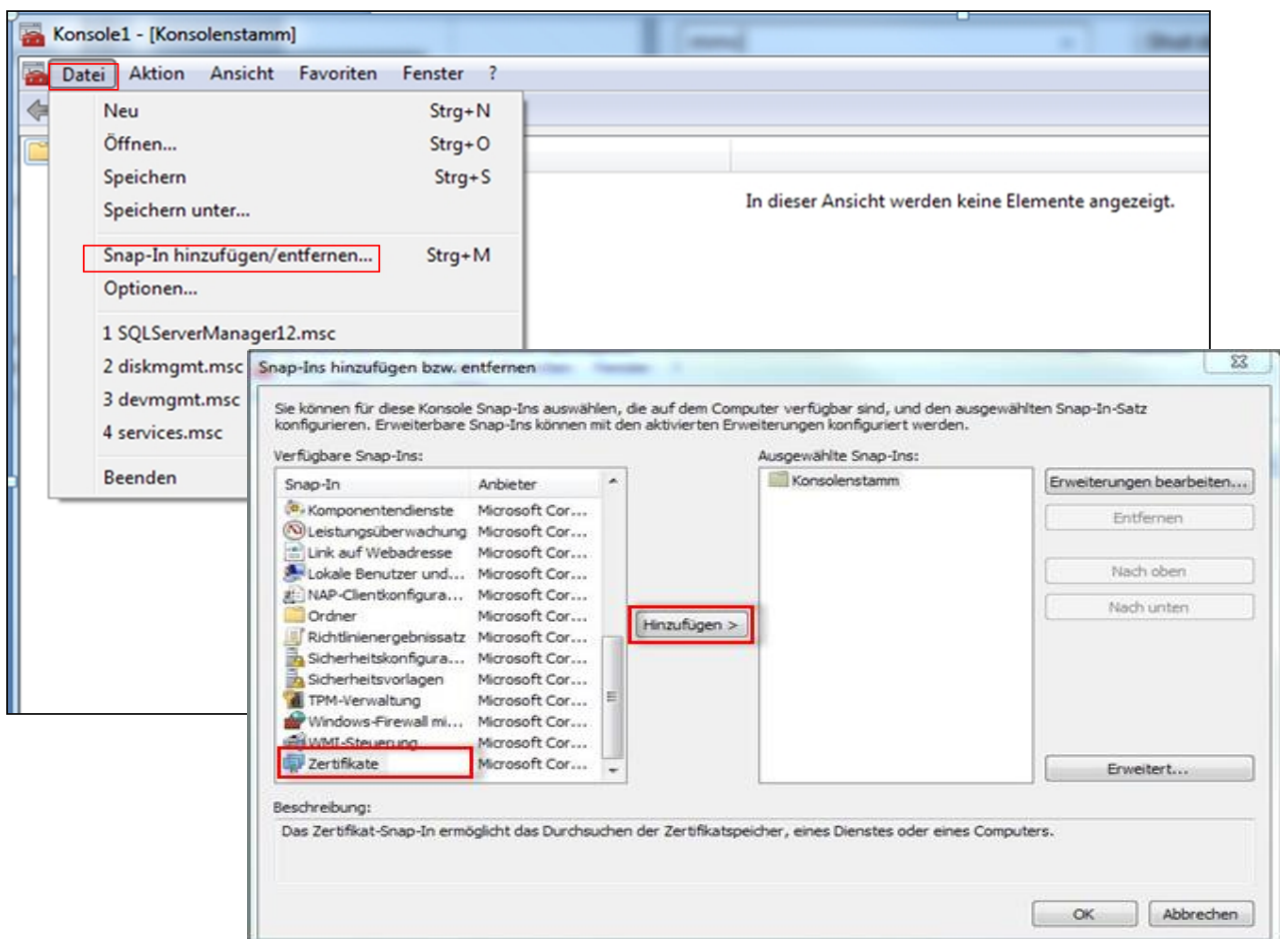 Konsole1 - [Konsolenstamm]
Datei Aktion Ansicht Favoriten Fenster ?
Neu Strg+N
Öffnen... Strg+O
Speichern Strg+S
Speichern unter...
Snap-In hinzufügen/entfernen... Strg+M
Optionen...
1 SQLServerManager12.msc
2 diskmgmt.msc
3 devmgmt.msc
4 services.msc
Beenden
In dieser Ansicht werden keine Elemente angezeigt.
Snap-Ins hinzufügen bzw. entfernen
Sie können für diese Konsole Snap-Ins auswählen, die auf dem Computer verfügbar sind, und den ausgewählten Snap-In-Satz
konfigurieren. Erweiterbare Snap-Ins können mit den aktivierten Erweiterungen konfiguriert werden.
Verfügbare Snap-Ins:
Snap-In Anbieter
Komponentendienste Microsoft Cor...
Leistungsüberwachung Microsoft Cor...
Link auf Webadresse Microsoft Cor...
Lokale Benutzer und... Microsoft Cor...
NAP-Clientkonfigura... Microsoft Cor...
Ordner Microsoft Cor...
Richtlinienergebnissatz Microsoft Cor...
Sicherheitskonfigura... Microsoft Cor...
Sicherheitsvorlagen Microsoft Cor...
TPM-Verwaltung Microsoft Cor...
Windows-Firewall mi... Microsoft Cor...
WMI-Steuerung Microsoft Cor...
Zertifikate Microsoft Cor...
Hinzufügen >
Ausgewählte Snap-Ins:
Konsolenstamm
Erweiterungen bearbeiten...
Entfernen
Nach oben
Nach unten
Erweitert...
Beschreibung:
Das Zertifikat-Snap-In ermöglicht das Durchsuchen der Zertifikatspeicher, eines Dienstes oder eines Computers.
OK Abbrechen